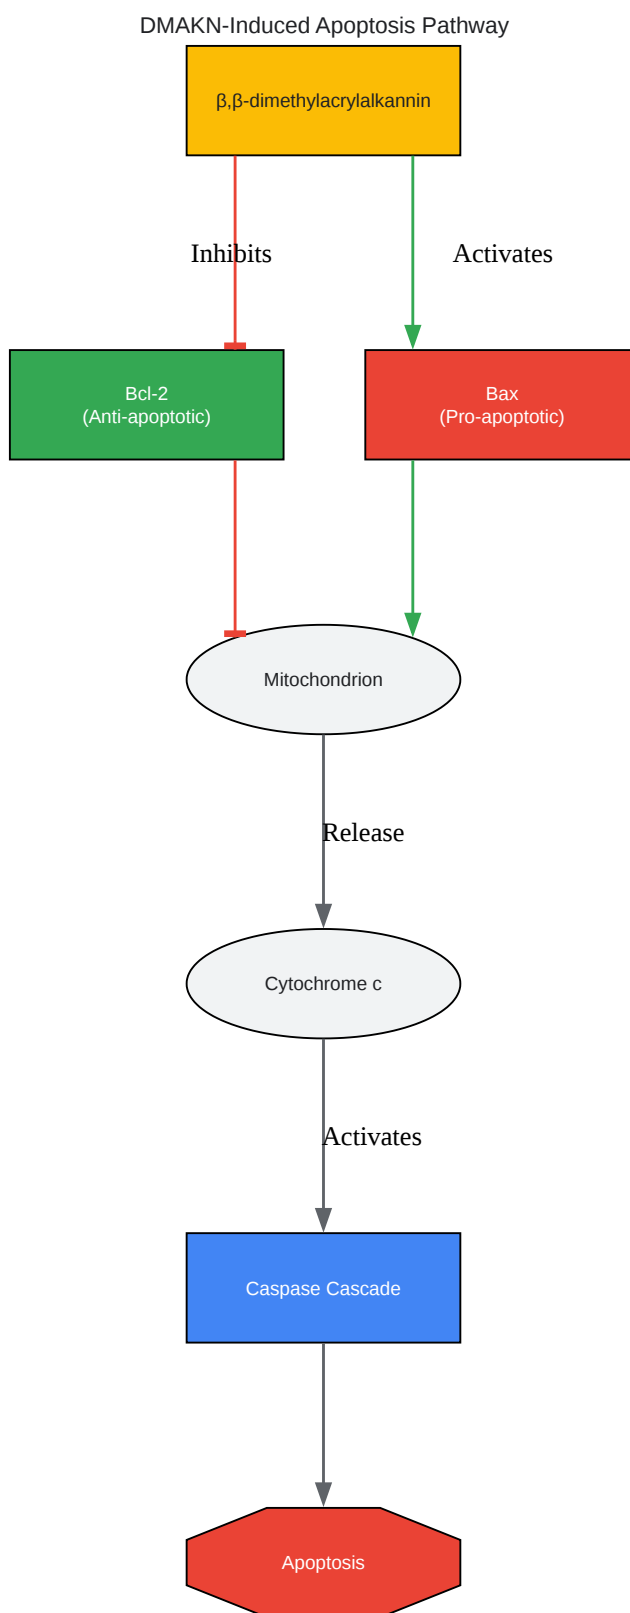 DMAKN-Induced Apoptosis Pathway
β,β-dimethylacrylalkannin
Inhibits
Activates
Bcl-2
(Anti-apoptotic)
Bax
(Pro-apoptotic)
Mitochondrion
Release
Cytochrome c
Activates
Caspase Cascade
Apoptosis